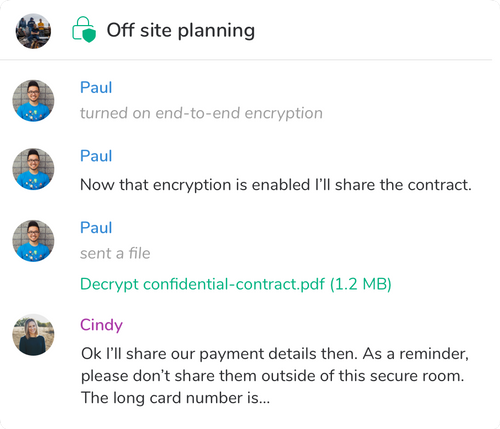 Off site planning
Paul
turned on end-to-end encryption
Paul
Now that encryption is enabled I’ll share the contract.
Paul
sent a file
Decrypt confidential-contract.pdf (1.2 MB)
Cindy
Ok I’ll share our payment details then. As a reminder,
please don’t share them outside of this secure room.
The long card number is...